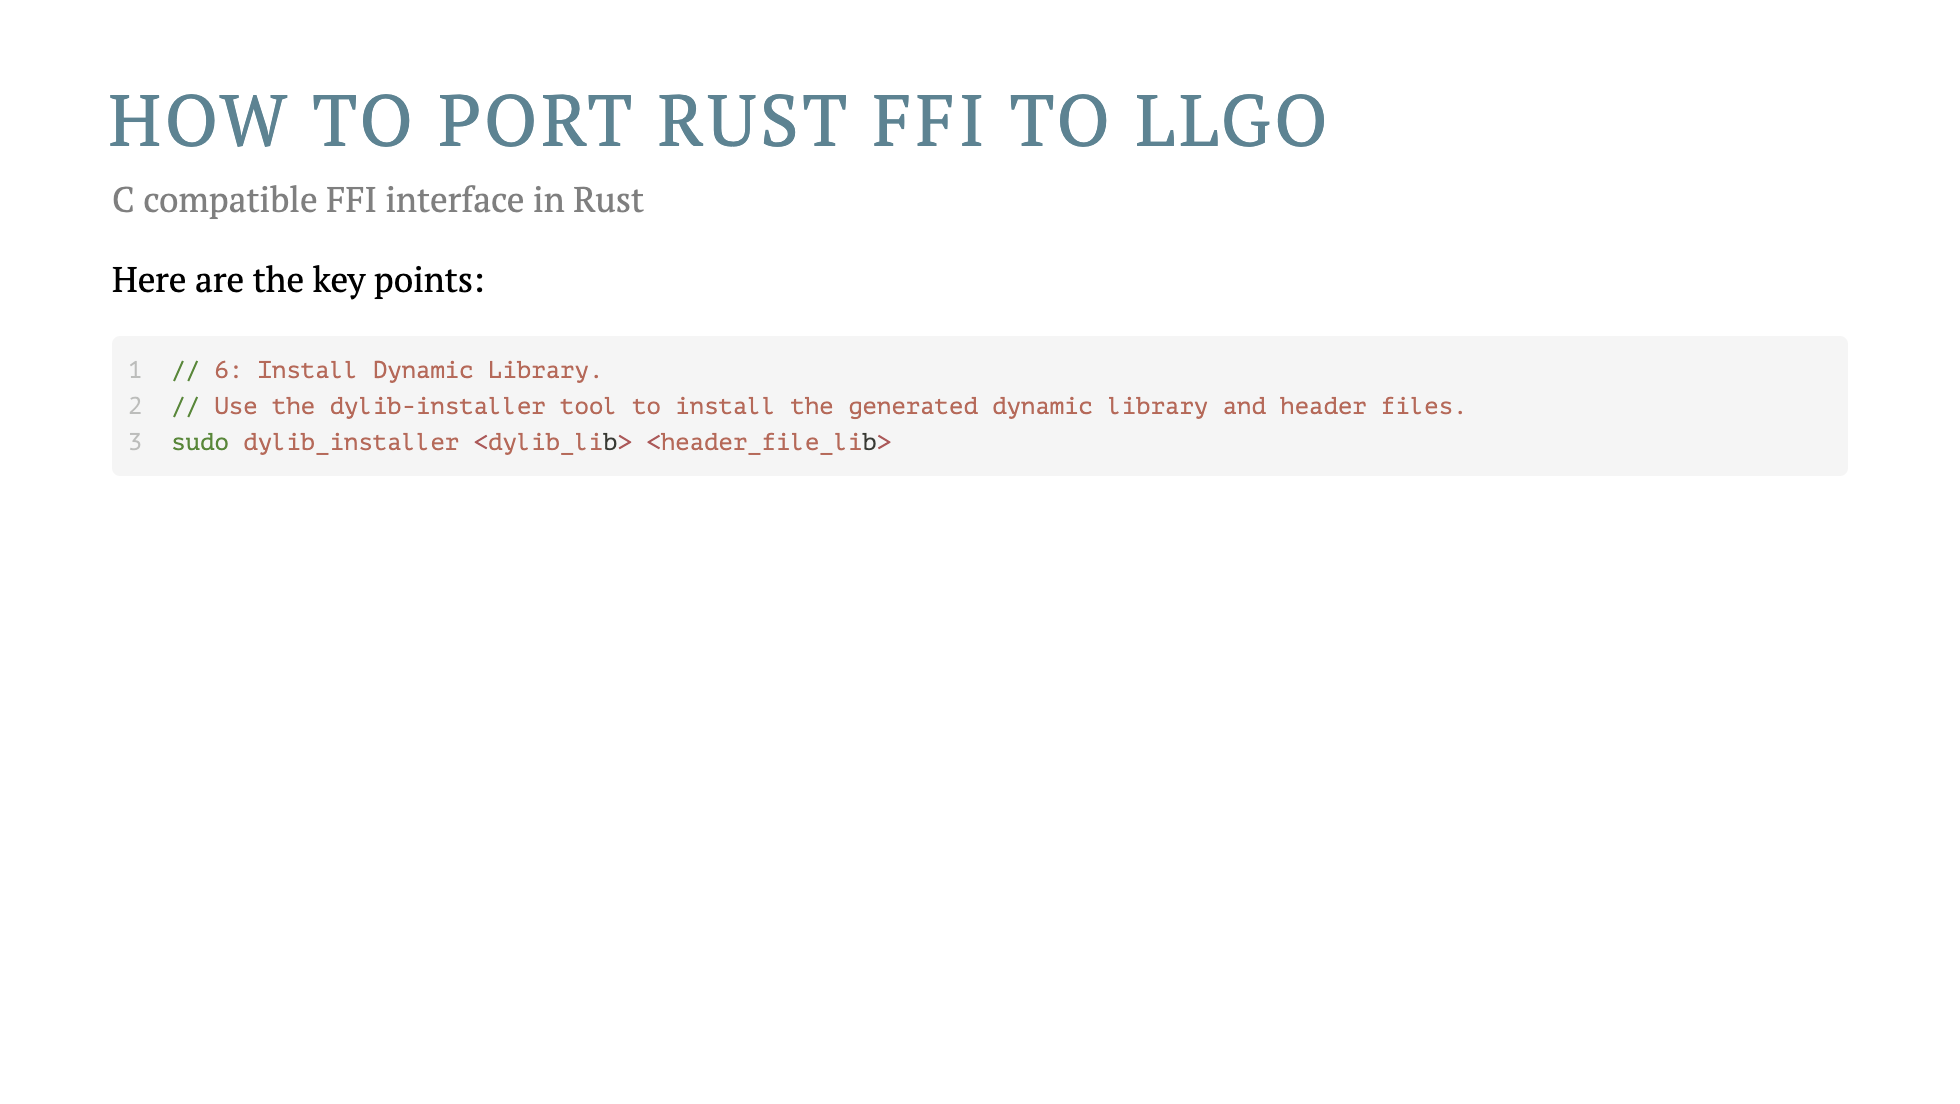 HOW TO PORT RUST FFI TO LLGO
C compatible FFI interface in Rust
Here are the key points:
1 // 6: Install Dynamic Library.
2 // Use the dylib-installer tool to install the generated dynamic library and header files.
3 sudo dylib_installer <dylib_lib> <header_file_lib>